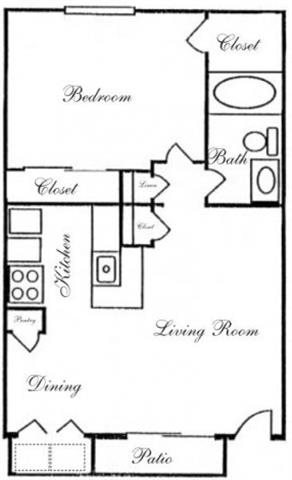 Closet
Bedroom
Bath
Closet
Linen
Closet
Kitchen
Pantry
Living Room
Dining
Patio